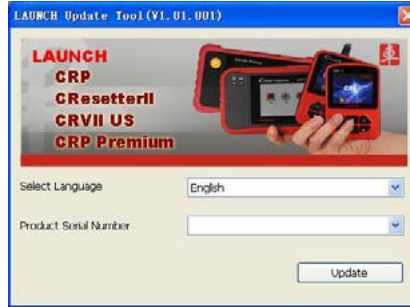 LAUNCH Update Tool(V1.01.001)
LAUNCH
CRP
CResetterII
CRVII US
CRP Premium
Select Language
English
Product Serial Number
Update